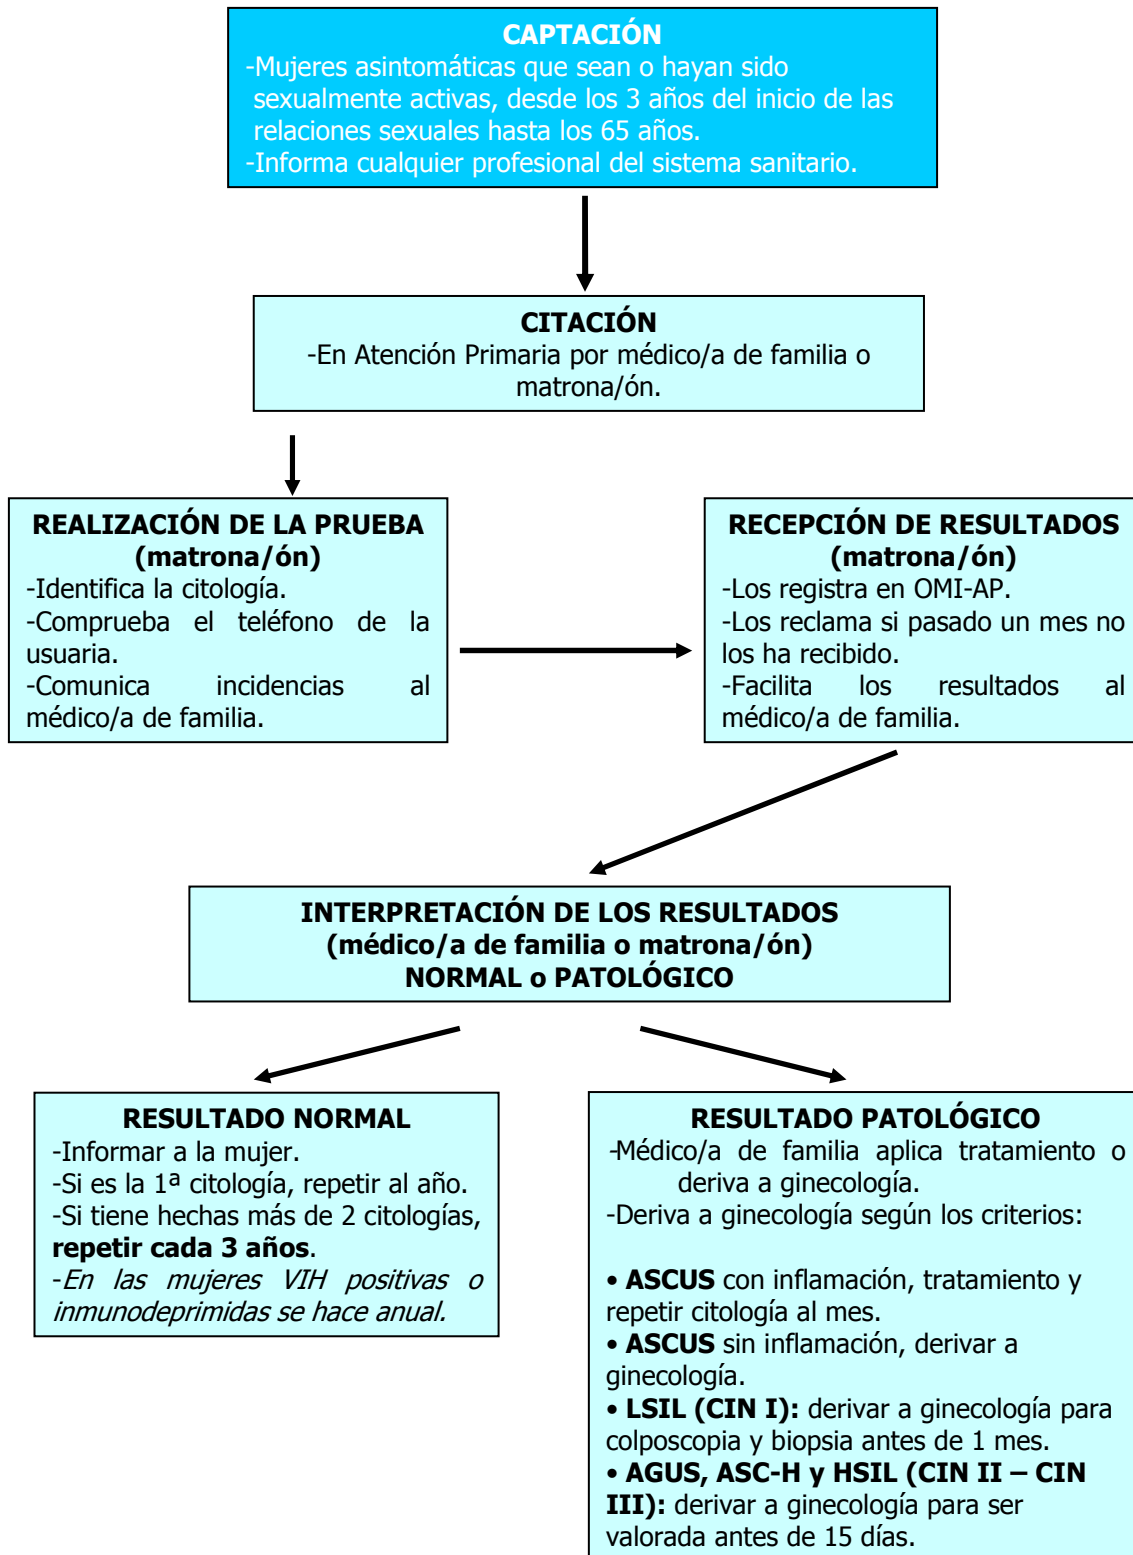 CAPTACIÓN
-Mujeres asintomáticas que sean o hayan sido
sexualmente activas, desde los 3 años del inicio de las
relaciones sexuales hasta los 65 años.
-Informa cualquier profesional del sistema sanitario.
CITACIÓN
-En Atención Primaria por médico/a de familia o
matrona/ón.
REALIZACIÓN DE LA PRUEBA
(matrona/ón)
-Identifica la citología.
-Comprueba el teléfono de la
usuaria.
-Comunica incidencias al
médico/a de familia.
RECEPCIÓN DE RESULTADOS
(matrona/ón)
-Los registra en OMI-AP.
-Los reclama si pasado un mes no
los ha recibido.
-Facilita los resultados al
médico/a de familia.
INTERPRETACIÓN DE LOS RESULTADOS
(médico/a de familia o matrona/ón)
NORMAL o PATOLÓGICO
RESULTADO NORMAL
-Informar a la mujer.
-Si es la 1ª citología, repetir al año.
-Si tiene hechas más de 2 citologías,
repetir cada 3 años.
-En las mujeres VIH positivas o
inmunodeprimidas se hace anual.
RESULTADO PATOLÓGICO
-Médico/a de familia aplica tratamiento o
deriva a ginecología.
-Deriva a ginecología según los criterios:
• ASCUS con inflamación, tratamiento y
repetir citología al mes.
• ASCUS sin inflamación, derivar a
ginecología.
• LSIL (CIN I): derivar a ginecología para
colposcopia y biopsia antes de 1 mes.
• AGUS, ASC-H y HSIL (CIN II – CIN
III): derivar a ginecología para ser
valorada antes de 15 días.